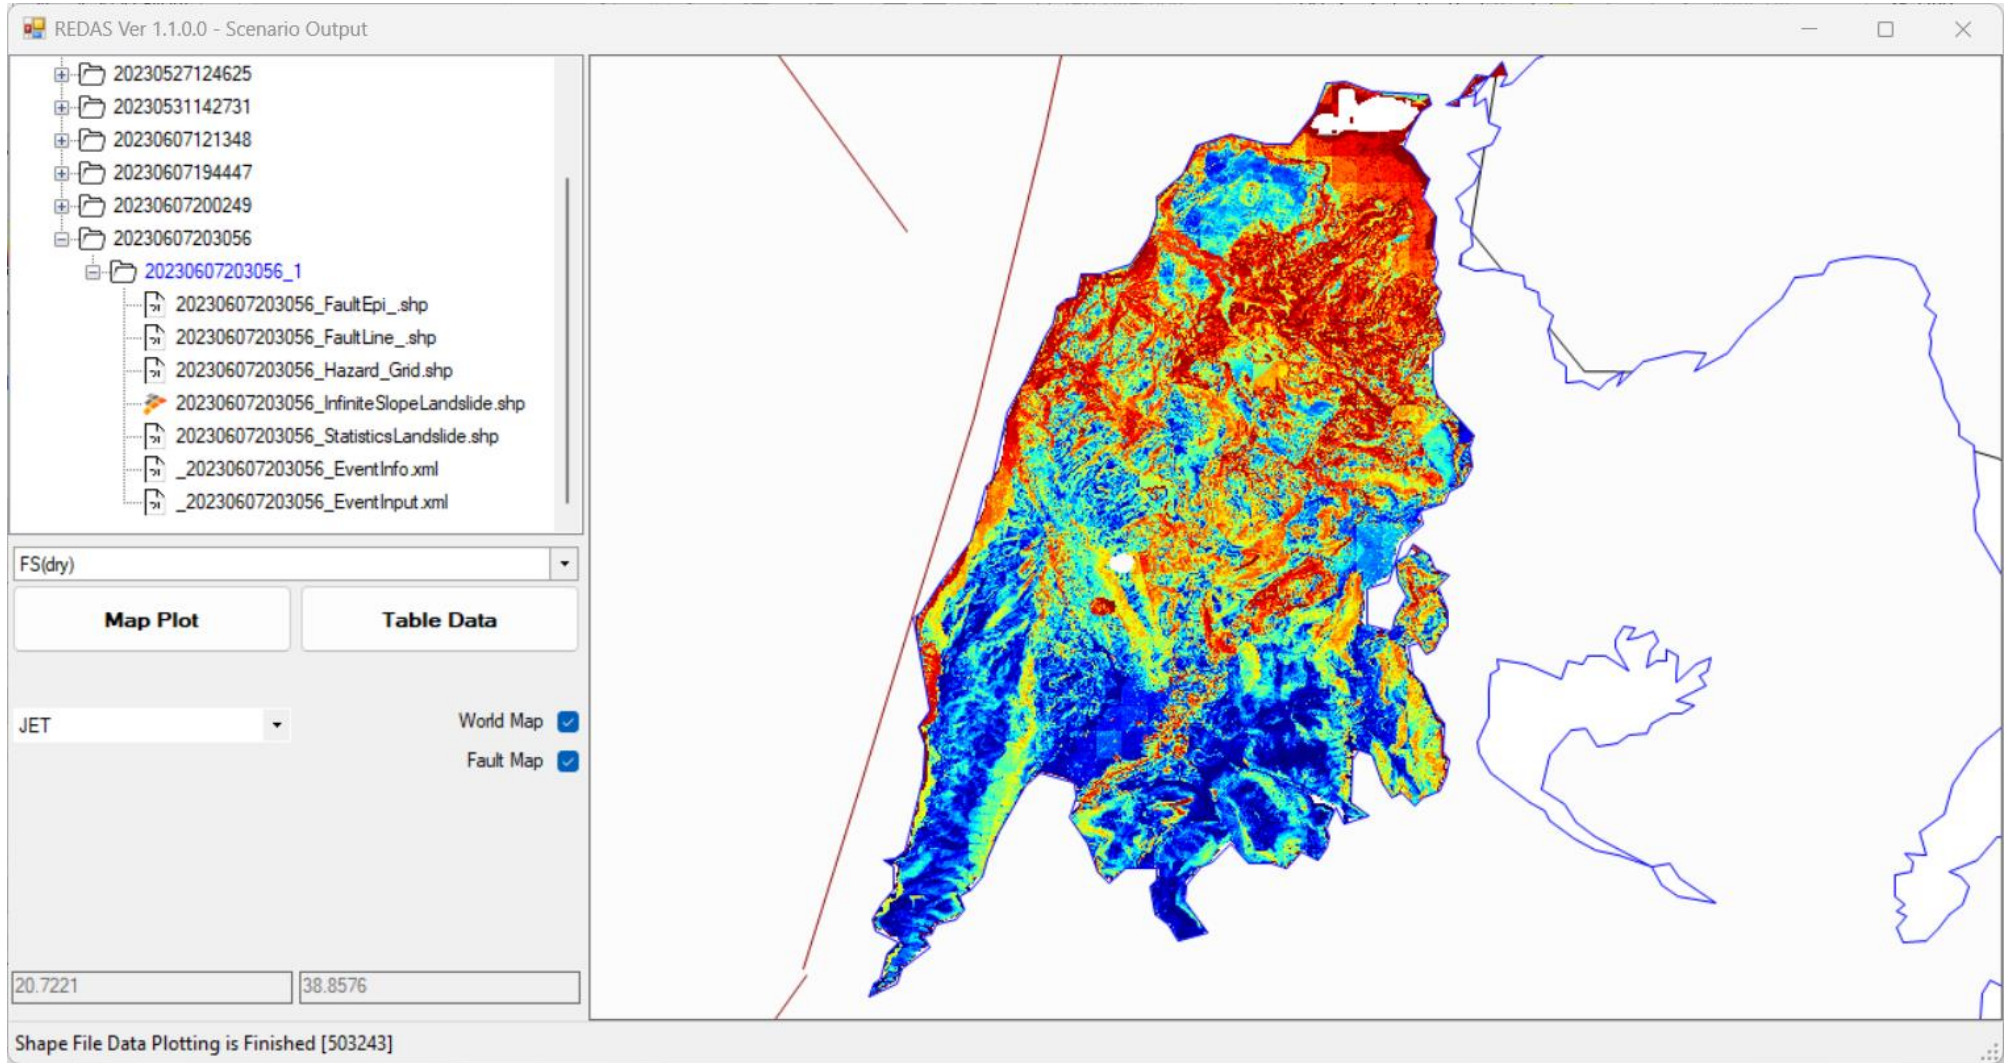 REDAS Ver 1.1.0.0 - Scenario Output
20230527124625
20230531142731
20230607121348
20230607194447
20230607200249
20230607203056
20230607203056_1
20230607203056_FaultEpi_.shp
20230607203056_FaultLine_.shp
20230607203056_Hazard_Grid.shp
20230607203056_InfiniteSlopeLandslide.shp
20230607203056_StatisticsLandslide.shp
_20230607203056_EventInfo.xml
_20230607203056_EventInput.xml
FS(dry)
Map Plot Table Data
JET World Map
Fault Map
20.7221 38.8576
Shape File Data Plotting is Finished [503243]